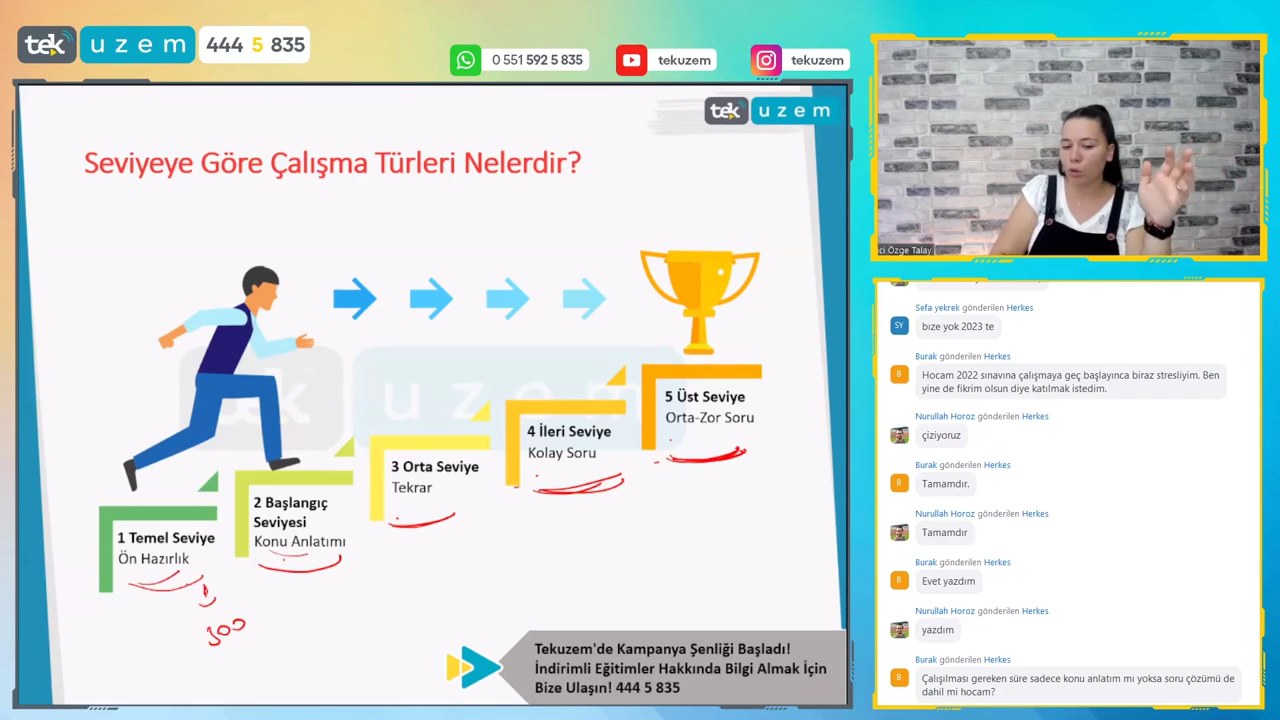 tek uzem 444 5 835
0 551 592 5 835
tekuzem
tekuzem
tek uzem
Seviyeye Göre Çalışma Türleri Nelerdir?
tek uzem
5 Üst Seviye
Orta-Zor Soru
4 İleri Seviye
Kolay Soru
3 Orta Seviye
Tekrar
2 Başlangıç
Seviyesi
Konu Anlatımı
1 Temel Seviye
Ön Hazırlık
300
Tekuzem'de Kampanya Şenliği Başladı!
İndirimli Eğitimler Hakkında Bilgi Almak İçin
Bize Ulaşın! 444 5 835
ci Özge Talay
Sefa yekrek gönderilen Herkes
SY
bıze yok 2023 te
Burak gönderilen Herkes
B
Hocam 2022 sınavına çalışmaya geç başlayınca biraz stresliyim. Ben
yine de fikrim olsun diye katılmak istedim.
Nurullah Horoz gönderilen Herkes
çiziyoruz
Burak gönderilen Herkes
B
Tamamdır.
Nurullah Horoz gönderilen Herkes
Tamamdır
Burak gönderilen Herkes
B
Evet yazdım
Nurullah Horoz gönderilen Herkes
yazdım
Burak gönderilen Herkes
B
Çalışılması gereken süre sadece konu anlatım mı yoksa soru çözümü de
dahil mi hocam?